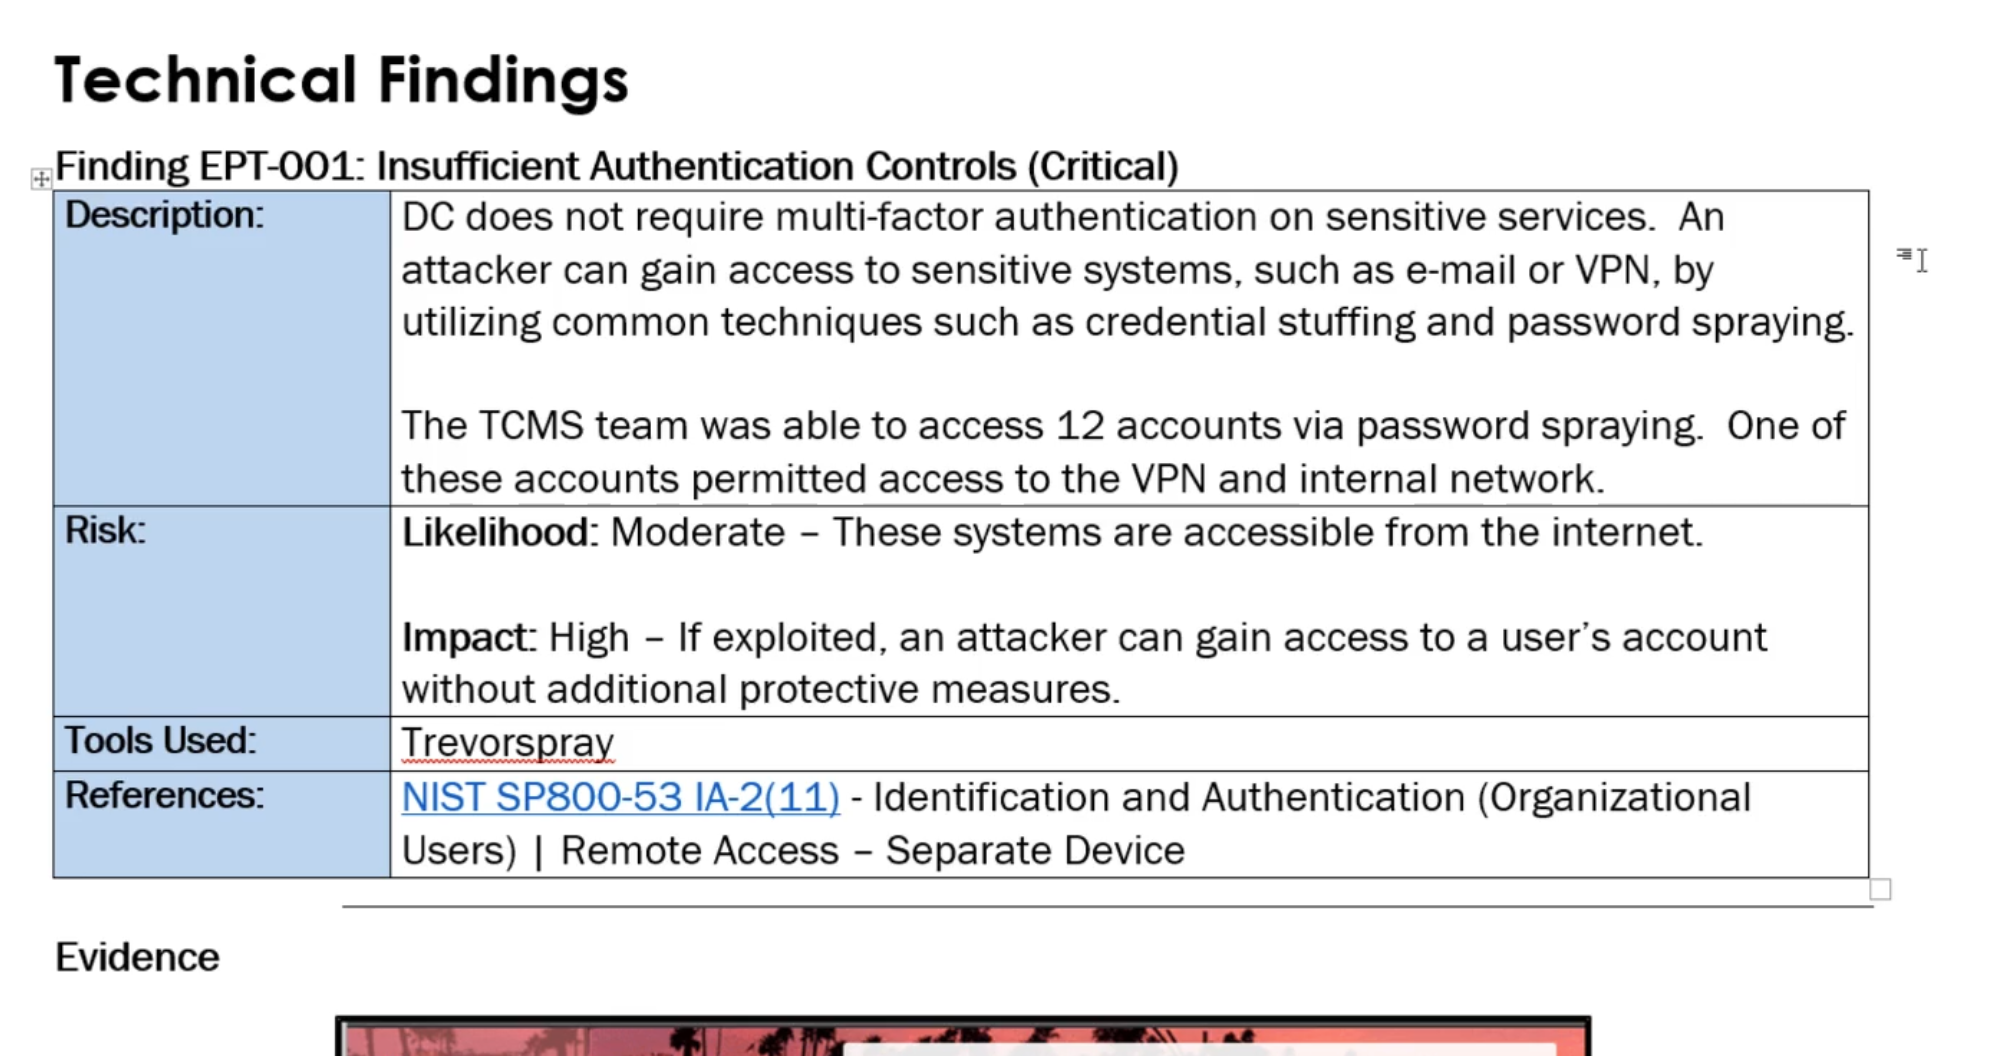 Technical Findings
Finding EPT-001: Insufficient Authentication Controls (Critical)
Description:
DC does not require multi-factor authentication on sensitive services.  An
attacker can gain access to sensitive systems, such as e-mail or VPN, by
utilizing common techniques such as credential stuffing and password spraying.
The TCMS team was able to access 12 accounts via password spraying.  One of
these accounts permitted access to the VPN and internal network.
Risk:
Likelihood: Moderate – These systems are accessible from the internet.
Impact: High – If exploited, an attacker can gain access to a user’s account
without additional protective measures.
Tools Used:
Trevorspray
References:
NIST SP800-53 IA-2(11) - Identification and Authentication (Organizational
Users) | Remote Access – Separate Device
Evidence